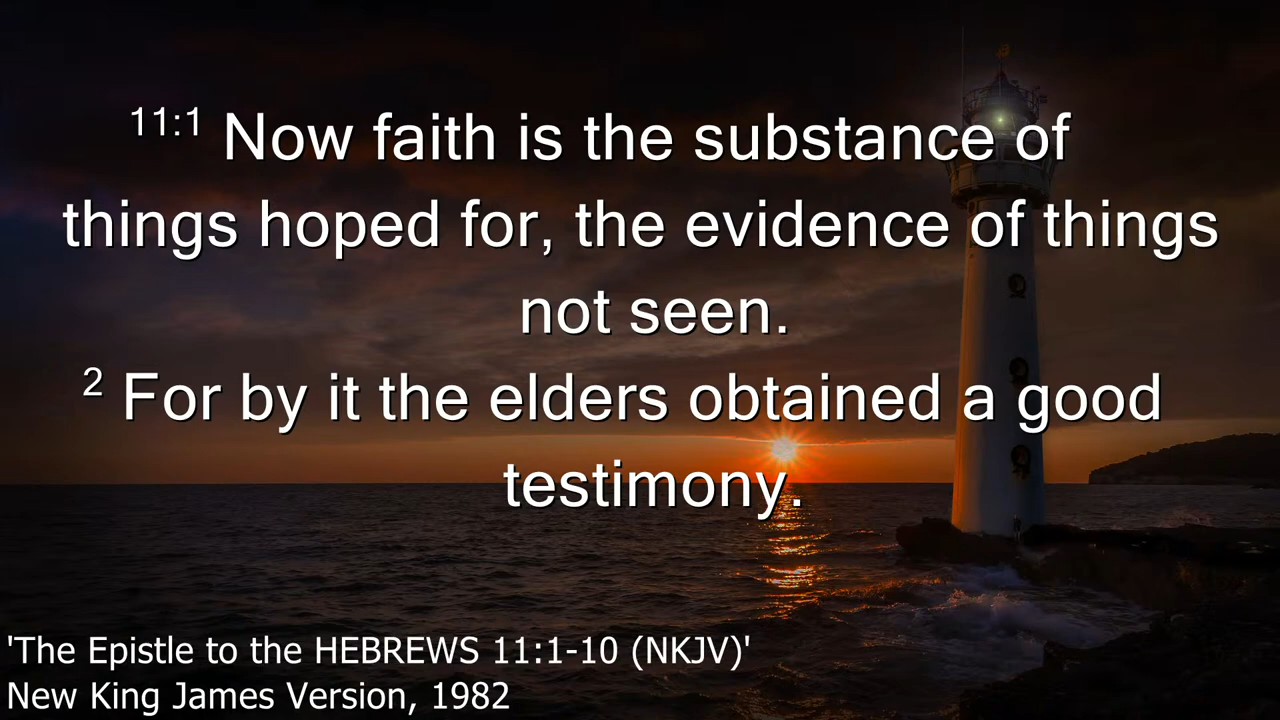 11:1 Now faith is the substance of
things hoped for, the evidence of things
not seen.
2 For by it the elders obtained a good
testimony.
'The Epistle to the HEBREWS 11:1-10 (NKJV)'
New King James Version, 1982